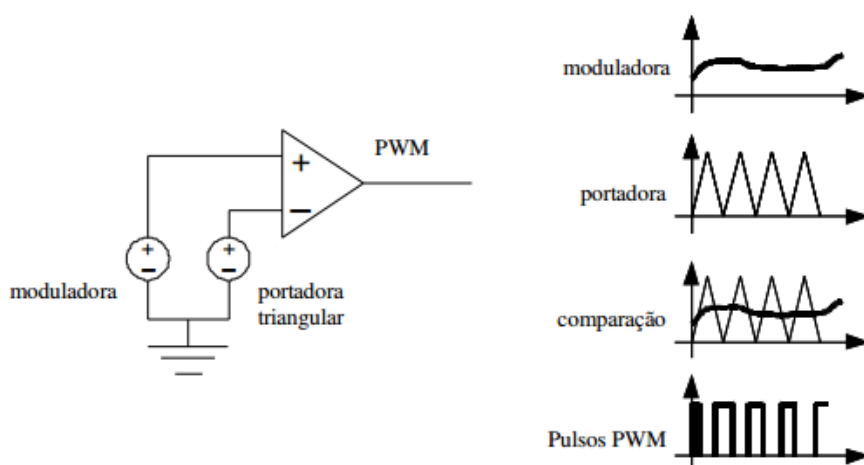 PWM
+
−
+
−
moduladora
+
−
portadora
triangular
moduladora
portadora
comparação
Pulsos PWM